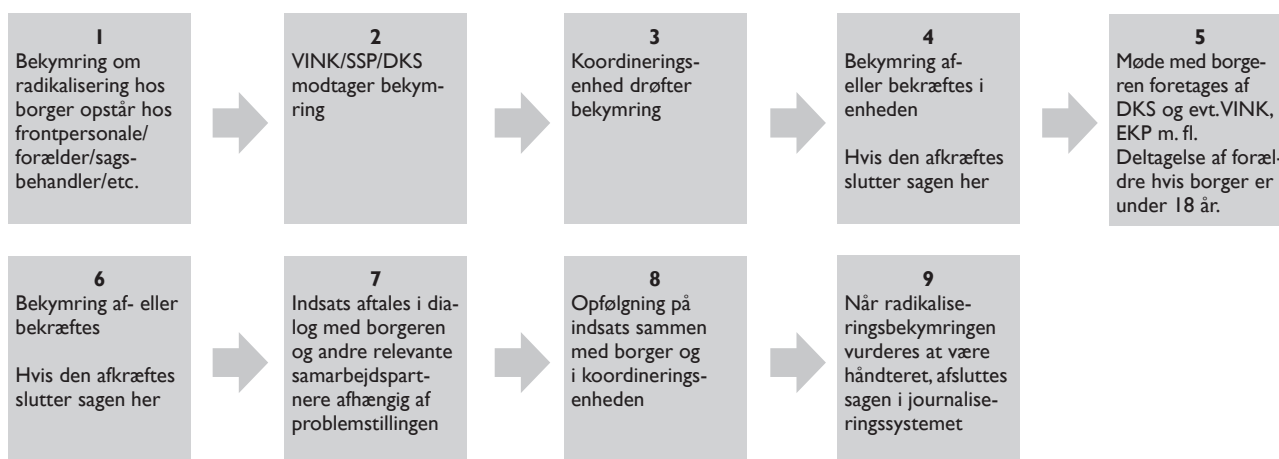 1
Bekymring om
radikalisering hos
borger opstår hos
frontpersonale/
forælder/sags-
behandler/etc.
2
VINK/SSP/DKS
modtager bekym-
ring
3
Koordinerings-
enhed drøfter
bekymring
4
Bekymring af-
eller bekræftes i
enheden
Hvis den afkræftes
slutter sagen her
5
Møde med borge-
ren foretages af
DKS og evt. VINK,
EKP m. fl.
Deltagelse af foræl-
dre hvis borger er
under 18 år.
6
Bekymring af- eller
bekræftes
Hvis den afkræftes
slutter sagen her
7
Indsats aftales i dia-
log med borgeren
og andre relevante
samarbejdspart-
nere afhængig af
problemstillingen
8
Opfølgning på
indsats sammen
med borger og
i koordinerings-
enheden
9
Når radikalise-
ringsbekymringen
vurderes at være
håndteret, afsluttes
sagen i journalise-
ringssystemet